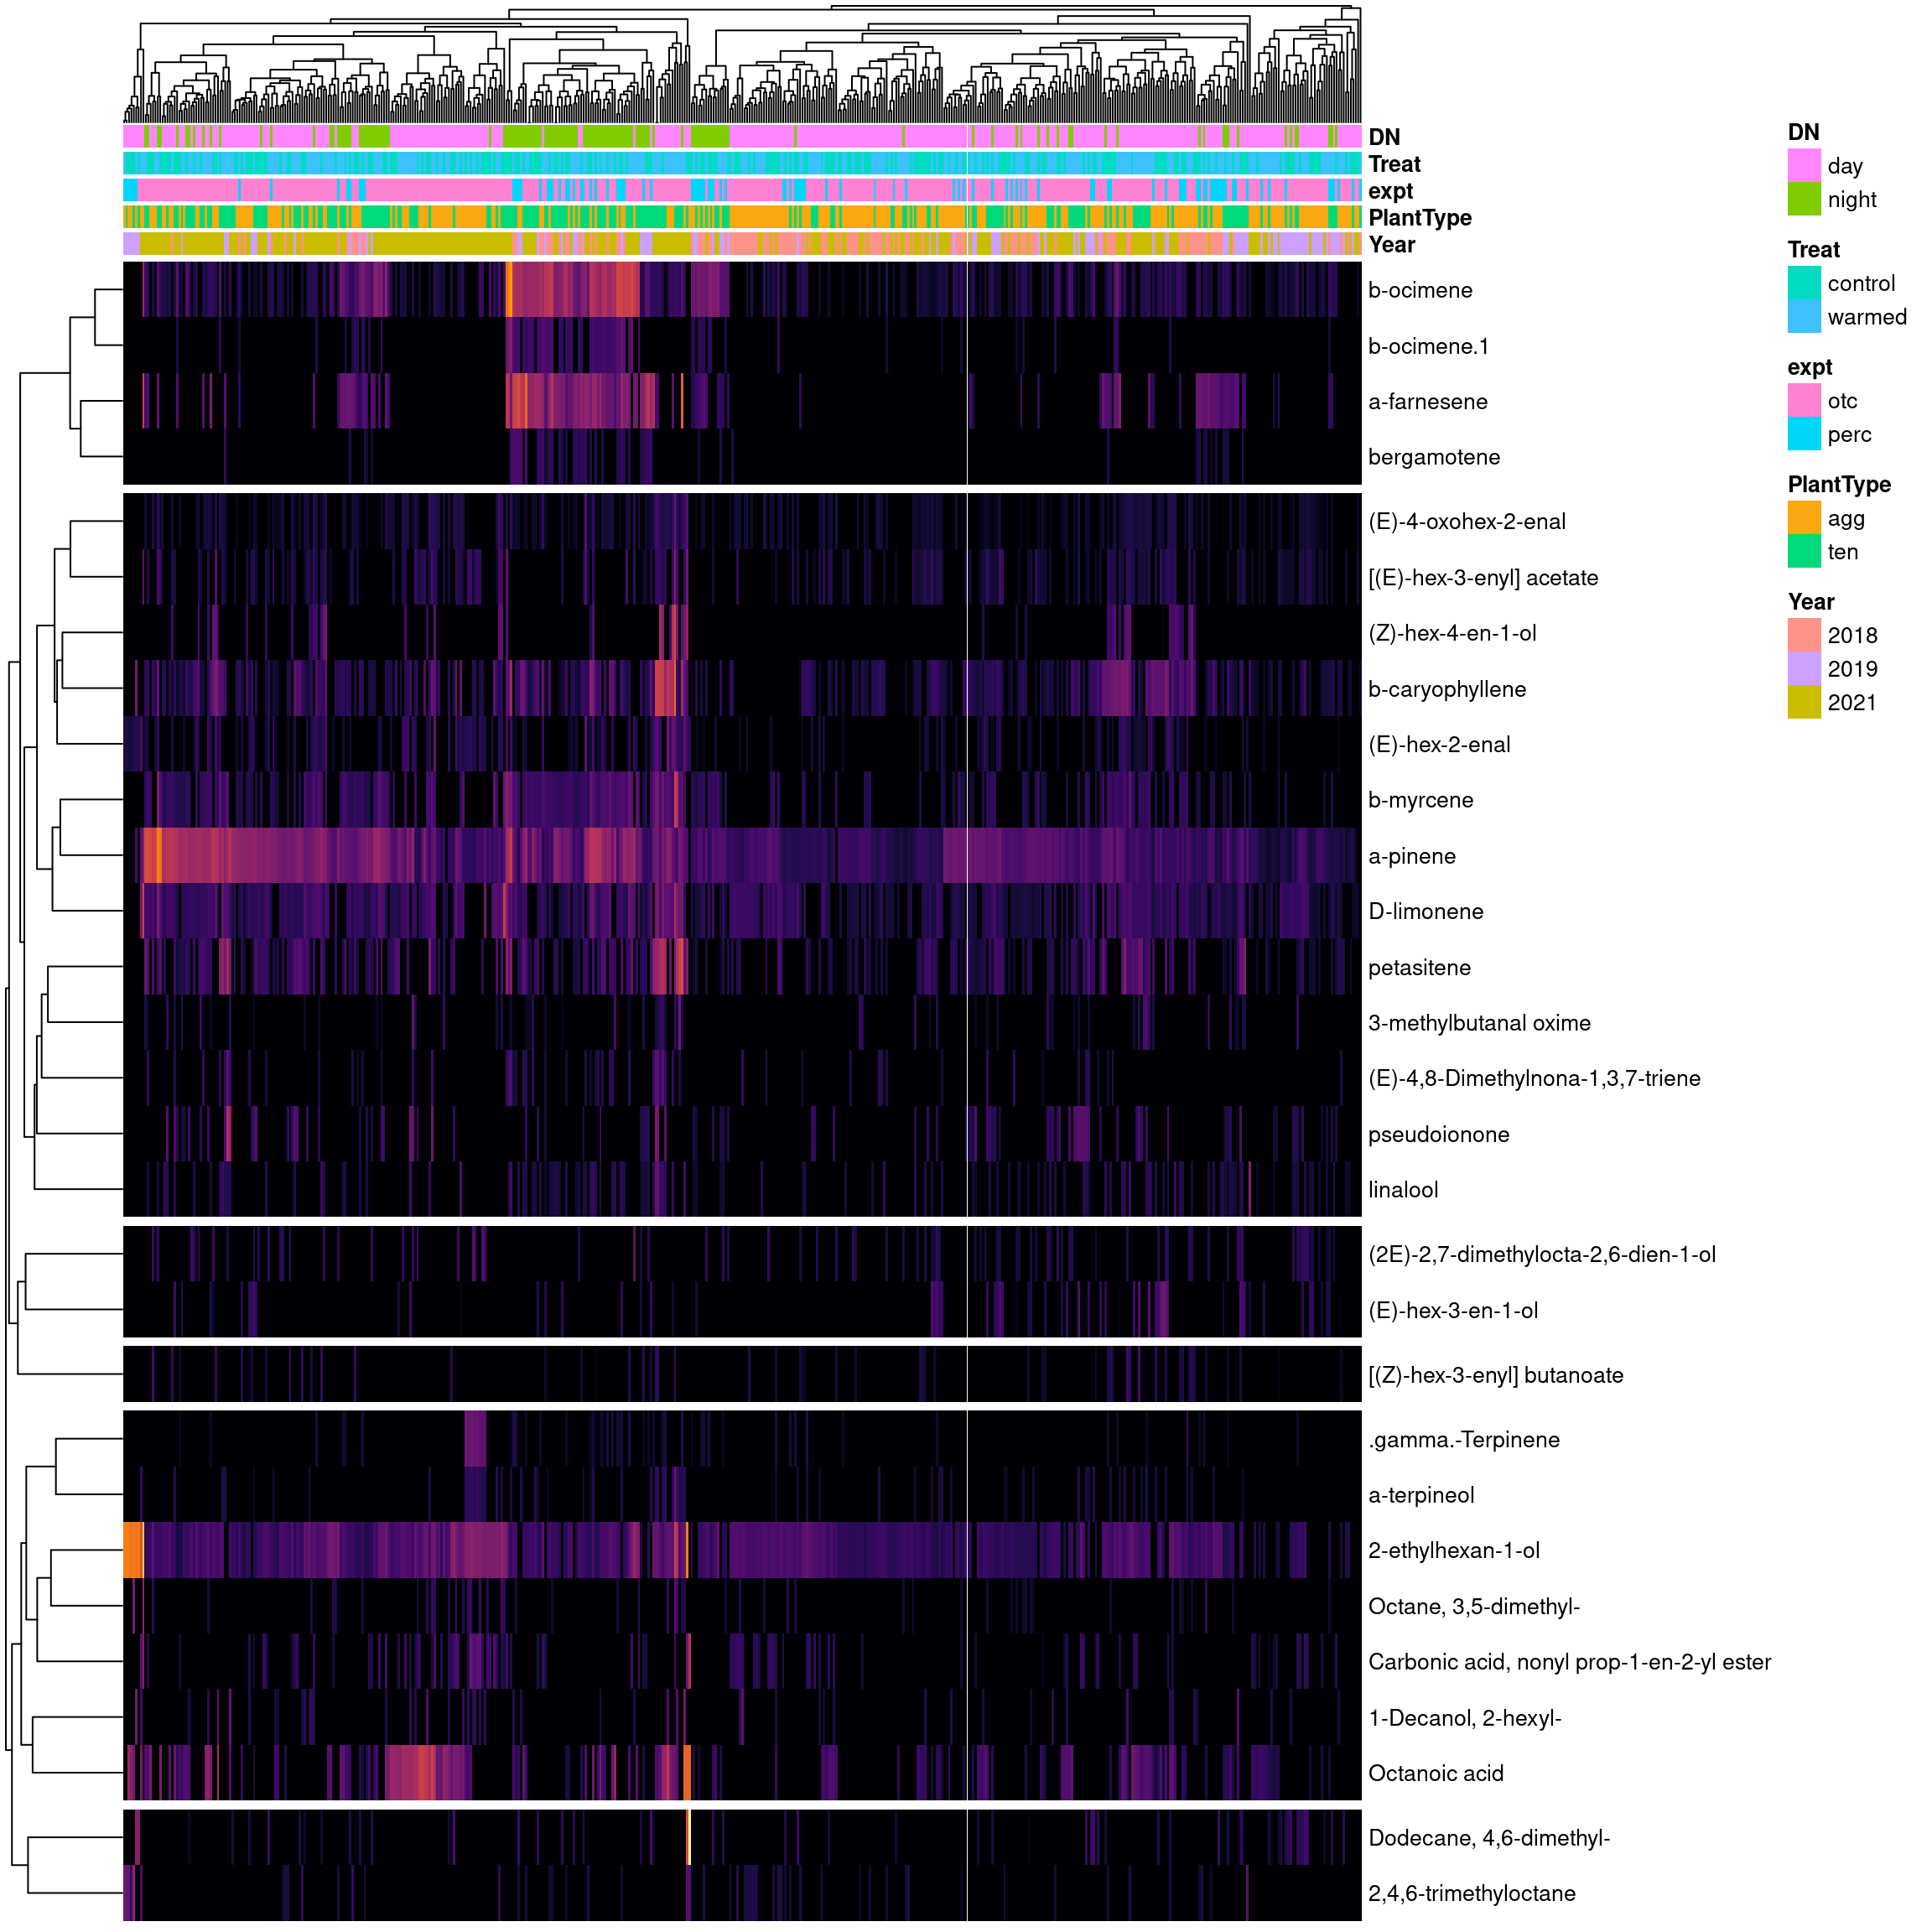 DN
Treat
expt
PlantType
Year
b-ocimene
b-ocimene.1
a-farnesene
bergamotene
(E)-4-oxohex-2-enal
[(E)-hex-3-enyl] acetate
(Z)-hex-4-en-1-ol
b-caryophyllene
(E)-hex-2-enal
b-myrcene
a-pinene
D-limonene
petasitene
3-methylbutanal oxime
(E)-4,8-Dimethylnona-1,3,7-triene
pseudoionone
linalool
(2E)-2,7-dimethylocta-2,6-dien-1-ol
(E)-hex-3-en-1-ol
[(Z)-hex-3-enyl] butanoate
.gamma.-Terpinene
a-terpineol
2-ethylhexan-1-ol
Octane, 3,5-dimethyl-
Carbonic acid, nonyl prop-1-en-2-yl ester
1-Decanol, 2-hexyl-
Octanoic acid
Dodecane, 4,6-dimethyl-
2,4,6-trimethyloctane
DN
day
night
Treat
control
warmed
expt
otc
perc
PlantType
agg
ten
Year
2018
2019
2021